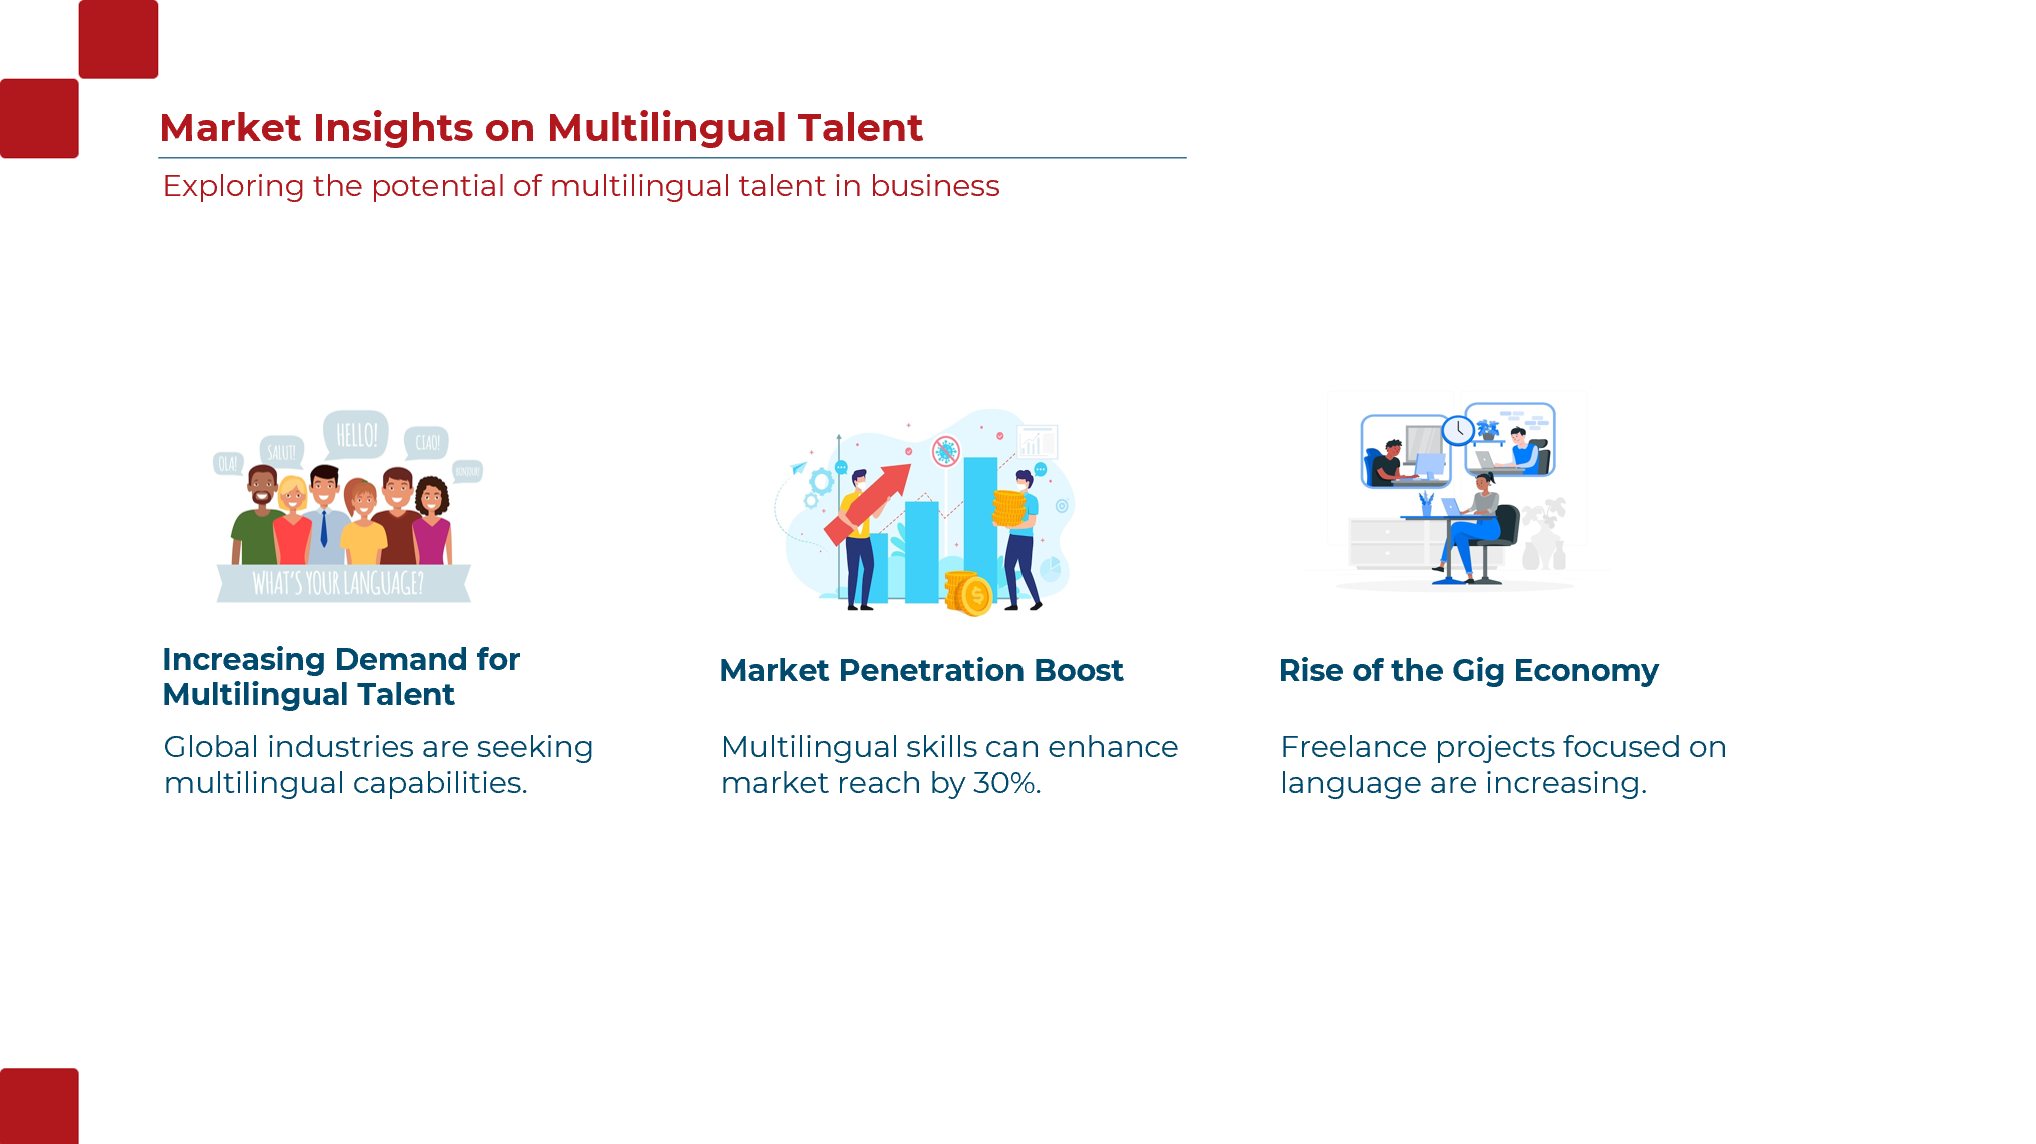 Market Insights on Multilingual Talent
Exploring the potential of multilingual talent in business
OLA!
SALUT!
HELLO!
CIAO!
BONJOUR!
WHAT'S YOUR LANGUAGE?
Increasing Demand for
Multilingual Talent
Global industries are seeking
multilingual capabilities.
Market Penetration Boost
Multilingual skills can enhance
market reach by 30%.
Rise of the Gig Economy
Freelance projects focused on
language are increasing.